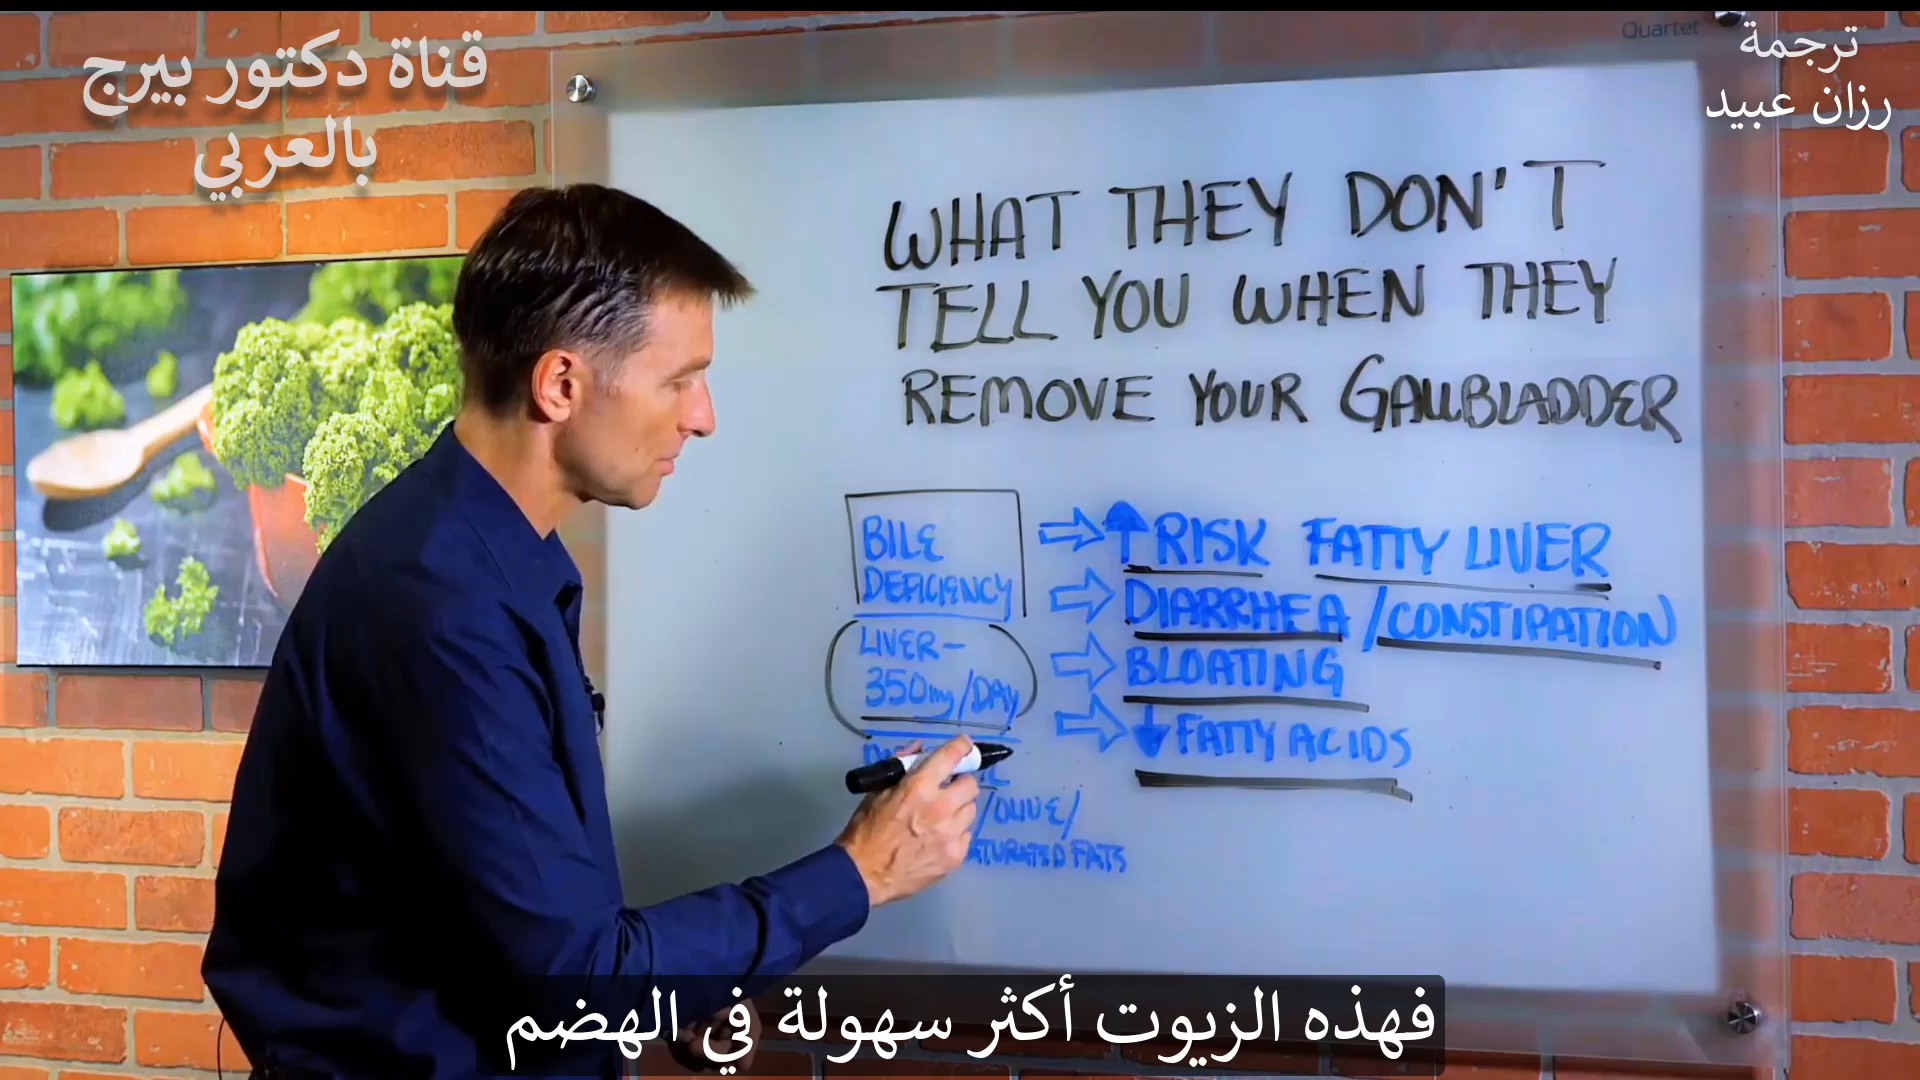 قناة دكتور بيرج
بالعربي
Quartet
ترجمة
رزان عبيد
WHAT THEY DON'T
TELL YOU WHEN THEY
REMOVE YOUR GALLBLADDER
BILE
DEFICIENCY
LIVER-
350mg/DAY
/OLIVE/
FATS
↑ RISK FATTY LIVER
DIARRHEA / CONSTIPATION
BLOATING
↓ FATTY ACIDS
فهذه الزيوت أكثر سهولة في الهضم